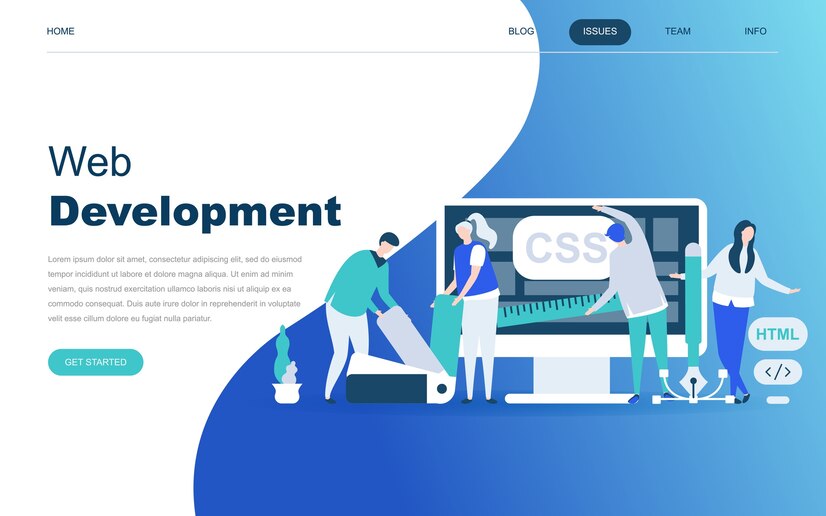 HOME
BLOG
ISSUES
TEAM
INFO
Web
Development
Lorem ipsum dolor sit amet, consectetur adipiscing elit, sed do eiusmod
tempor incididunt ut labore et dolore magna aliqua. Ut enim ad minim
veniam, quis nostrud exercitation ullamco laboris nisi ut aliquip ex ea
commodo consequat. Duis aute irure dolor in reprehenderit in voluptate
velit esse cillum dolore eu fugiat nulla pariatur.
GET STARTED
CSS
HTML
</>